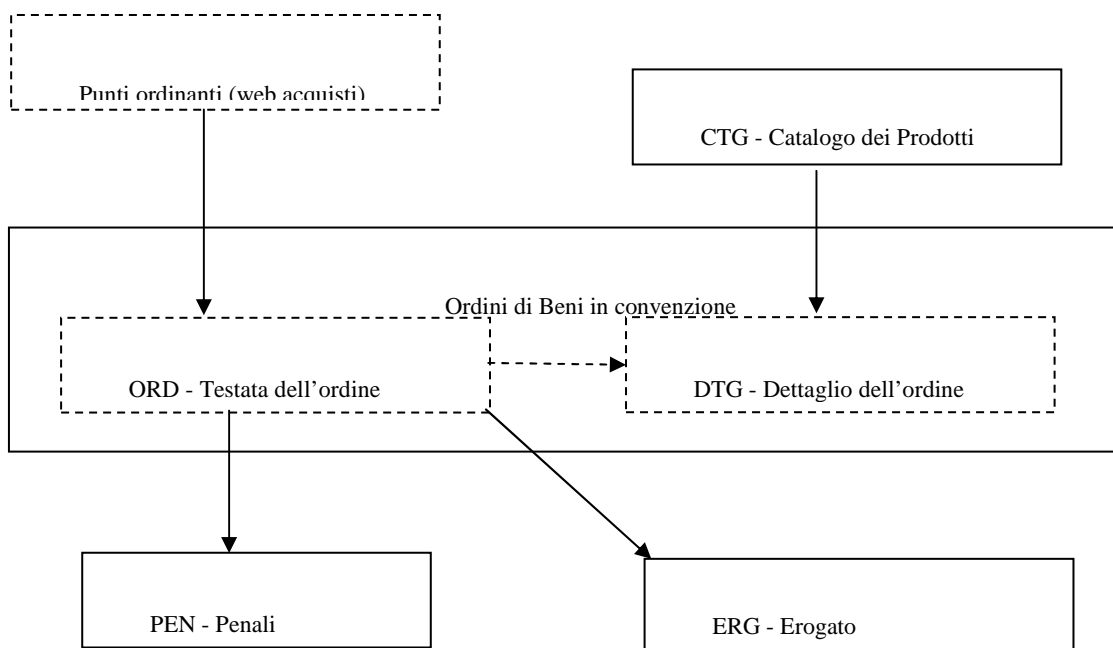 Punti ordinanti (web acquisti)
CTG - Catalogo dei Prodotti
Ordini di Beni in convenzione
ORD - Testata dell’ordine
DTG - Dettaglio dell’ordine
PEN - Penali
ERG - Erogato